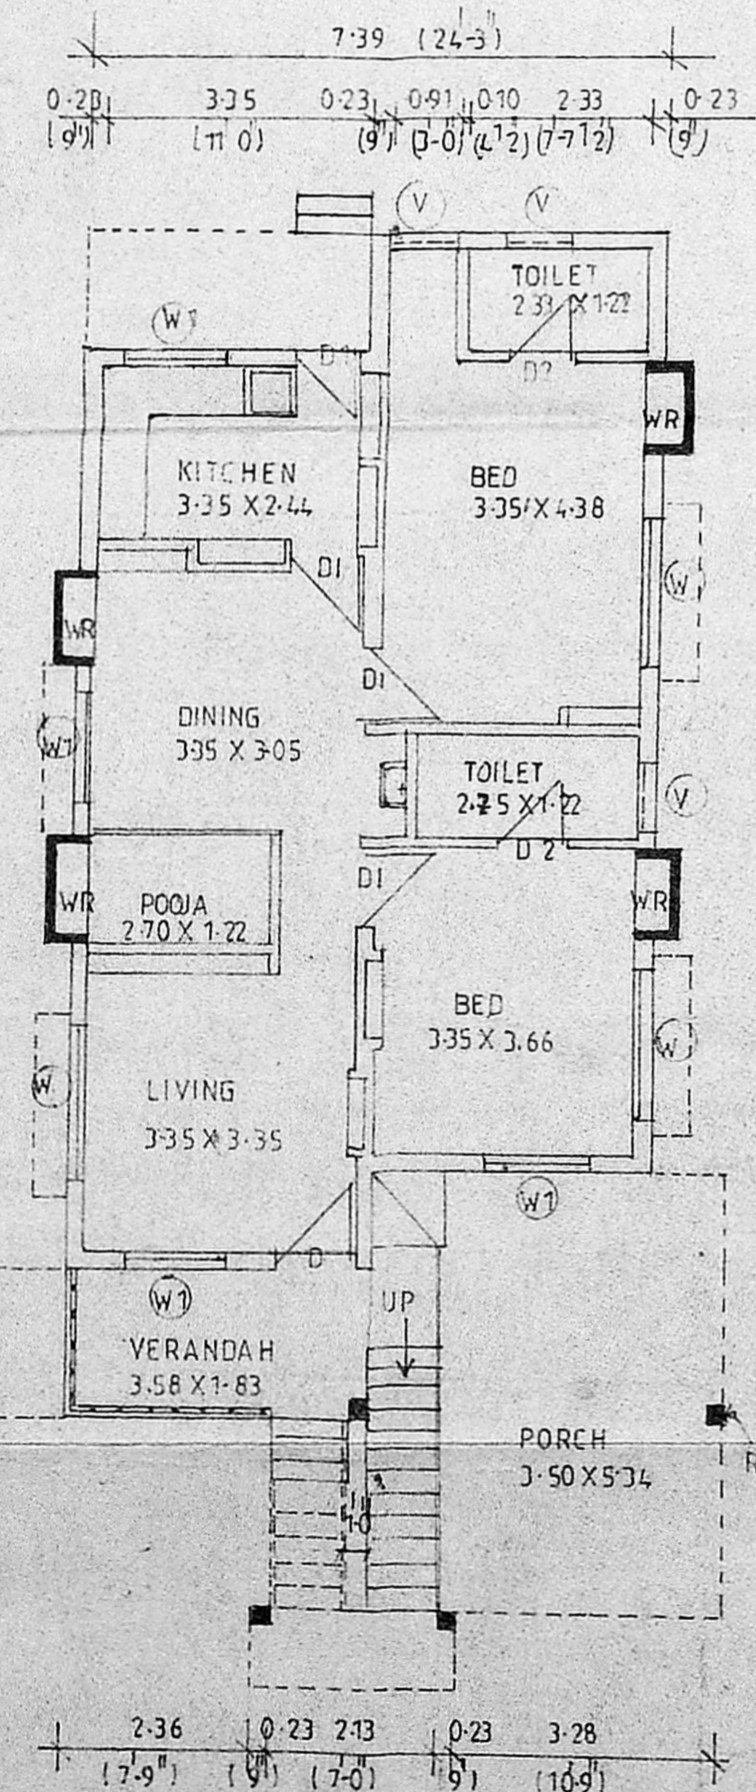 7.39 (24'-3")
0.23 3.35 0.23 0.91 0.10 2.33 0.23
(9") (11'0") (9") (3'-0") (4 1/2) (7'-7 1/2) (9")
V V
TOILET
2.33 X 1.22
W1
D1 D2
WR
KITCHEN
3.35 X 2.44
BED
3.35 X 4.38
D1
W
WR
D1
DINING
3.35 X 3.05
W1
TOILET
2.75 X 1.22
V
D2
D1
WR
POOJA
2.70 X 1.22
WR
BED
3.35 X 3.66
W
W
LIVING
3.35 X 3.35
W1
D
W1
UP
VERANDAH
3.58 X 1.83
PORCH
3.50 X 5.34
R
1'0"
2.36 0.23 2.13 0.23 3.28
(7'-9") (9") (7'-0") 9") (10'-9")